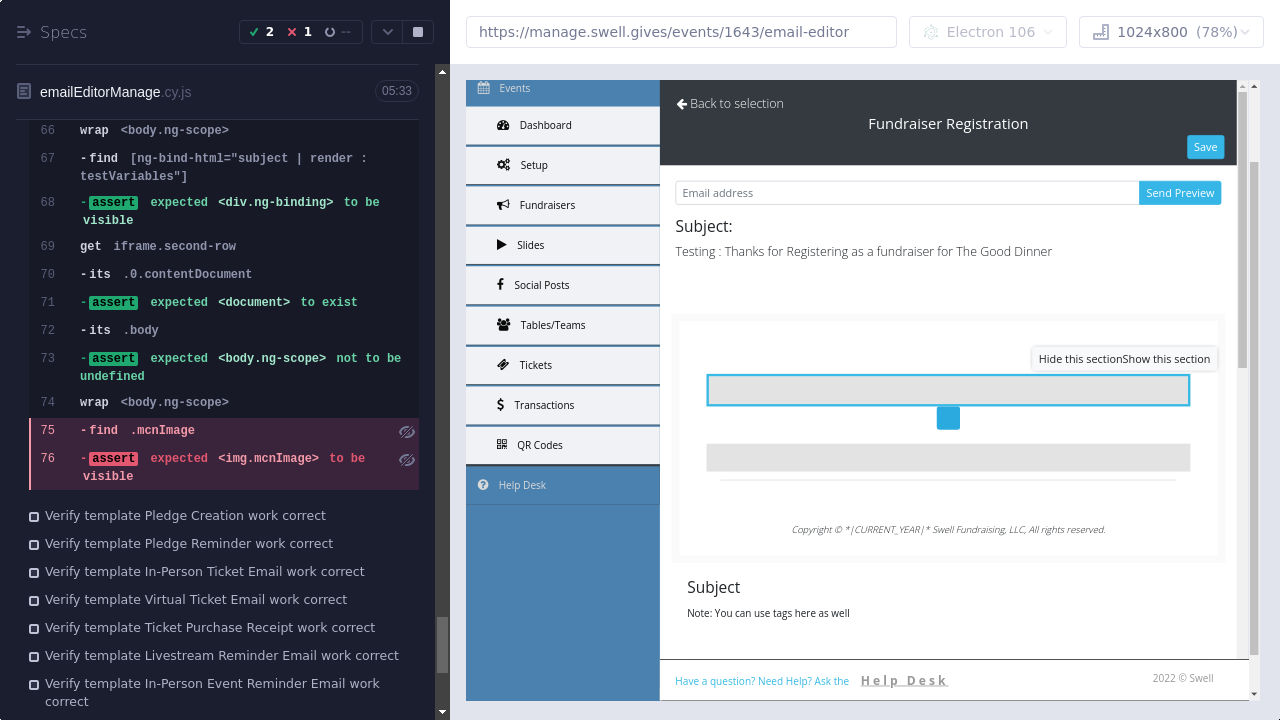 Specs
2
1
--
https://manage.swell.gives/events/1643/email-editor
Electron 106
1024x800 (78%)
emailEditorManage.cy.js
05:33
66 wrap <body.ng-scope>
67 -find [ng-bind-html="subject | render :
testVariables"]
68 -assert expected <div.ng-binding> to be
visible
69 get iframe.second-row
70 -its .0.contentDocument
71 -assert expected <document> to exist
72 -its .body
73 -assert expected <body.ng-scope> not to be
undefined
74 wrap <body.ng-scope>
75 -find .mcnImage
76 -assert expected <img.mcnImage> to be
visible
Verify template Pledge Creation work correct
Verify template Pledge Reminder work correct
Verify template In-Person Ticket Email work correct
Verify template Virtual Ticket Email work correct
Verify template Ticket Purchase Receipt work correct
Verify template Livestream Reminder Email work correct
Verify template In-Person Event Reminder Email work
correct
Events
Dashboard
Setup
Fundraisers
Slides
Social Posts
Tables/Teams
Tickets
Transactions
QR Codes
Help Desk
Back to selection
Fundraiser Registration
Save
Email address
Send Preview
Subject:
Testing : Thanks for Registering as a fundraiser for The Good Dinner
Hide this sectionShow this section
Copyright © *|CURRENT_YEAR|* Swell Fundraising, LLC, All rights reserved.
Subject
Note: You can use tags here as well
Have a question? Need Help? Ask the Help Desk
2022 © Swell